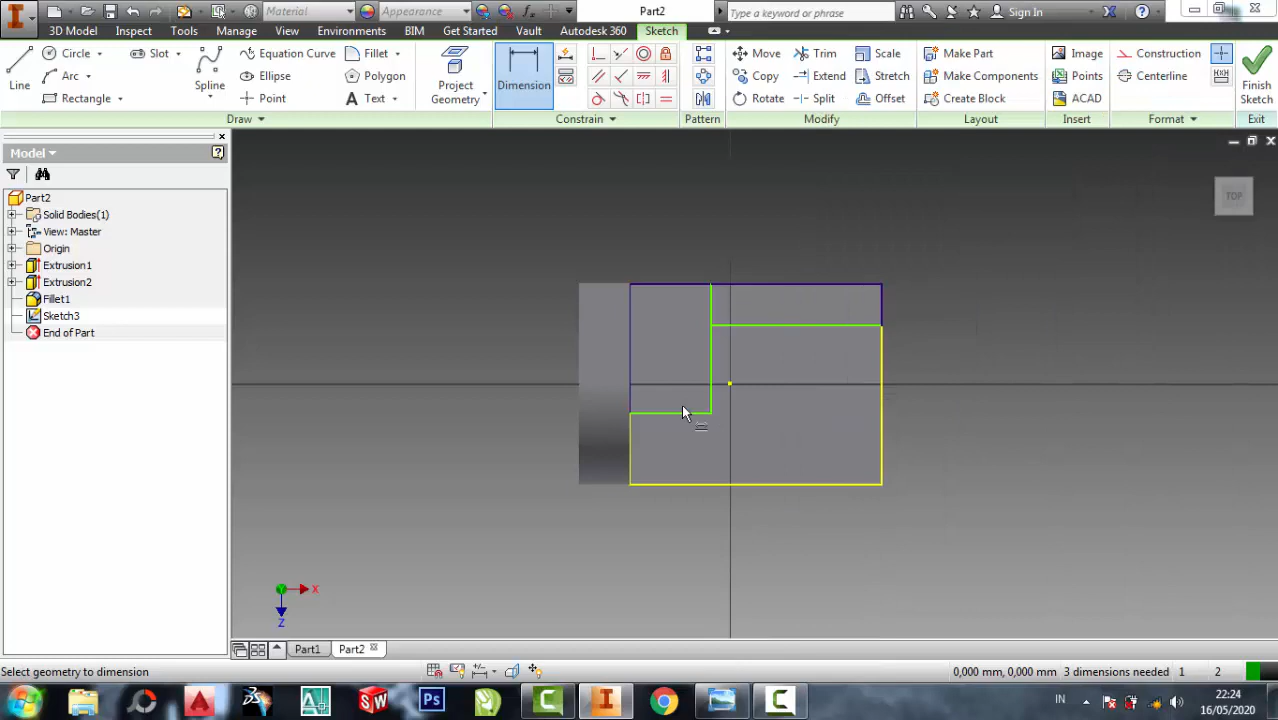 Material
Appearance
Part2
Type a keyword or phrase
Sign In
3D Model
Inspect
Tools
Manage
View
Environments
BIM
Get Started
Vault
Autodesk 360
Sketch
Line
Circle
Arc
Rectangle
Slot
Spline
Equation Curve
Ellipse
Point
Fillet
Polygon
Text
Project
Geometry
Dimension
Move
Copy
Rotate
Trim
Extend
Split
Scale
Stretch
Offset
Make Part
Make Components
Create Block
Image
Points
ACAD
Construction
Centerline
Finish
Sketch
Draw
Constrain
Pattern
Modify
Layout
Insert
Format
Exit
Model
Part2
Solid Bodies(1)
View: Master
Origin
Extrusion1
Extrusion2
Fillet1
Sketch3
End of Part
TOP
X
Z
Part1
Part2
Select geometry to dimension
0,000 mm, 0,000 mm
3 dimensions needed
1
2
Ps
IN
22:24
16/05/2020